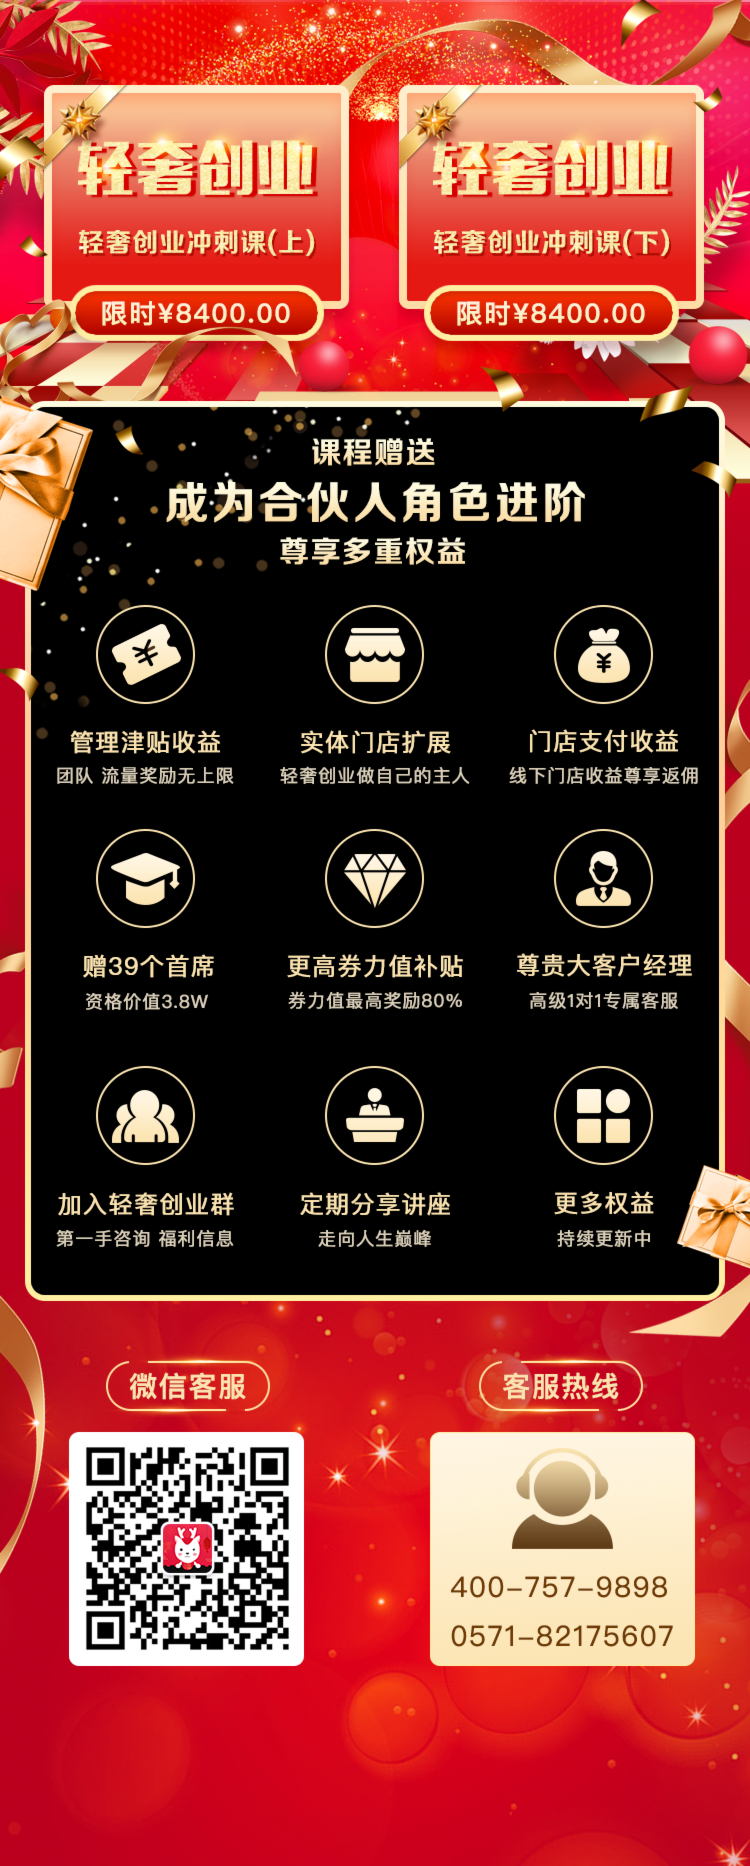 轻奢创业
轻奢创业冲刺课(上)
限时¥8400.00
轻奢创业
轻奢创业冲刺课(下)
限时¥8400.00
课程赠送
成为合伙人角色进阶
尊享多重权益
管理津贴收益
团队 流量奖励无上限
实体门店扩展
轻奢创业做自己的主人
门店支付收益
线下门店收益尊享返佣
赠39个首席
资格价值3.8W
更高券力值补贴
券力值最高奖励80%
尊贵大客户经理
高级1对1专属客服
加入轻奢创业群
第一手咨询 福利信息
定期分享讲座
走向人生巅峰
更多权益
持续更新中
微信客服
客服热线
400-757-9898
0571-82175607